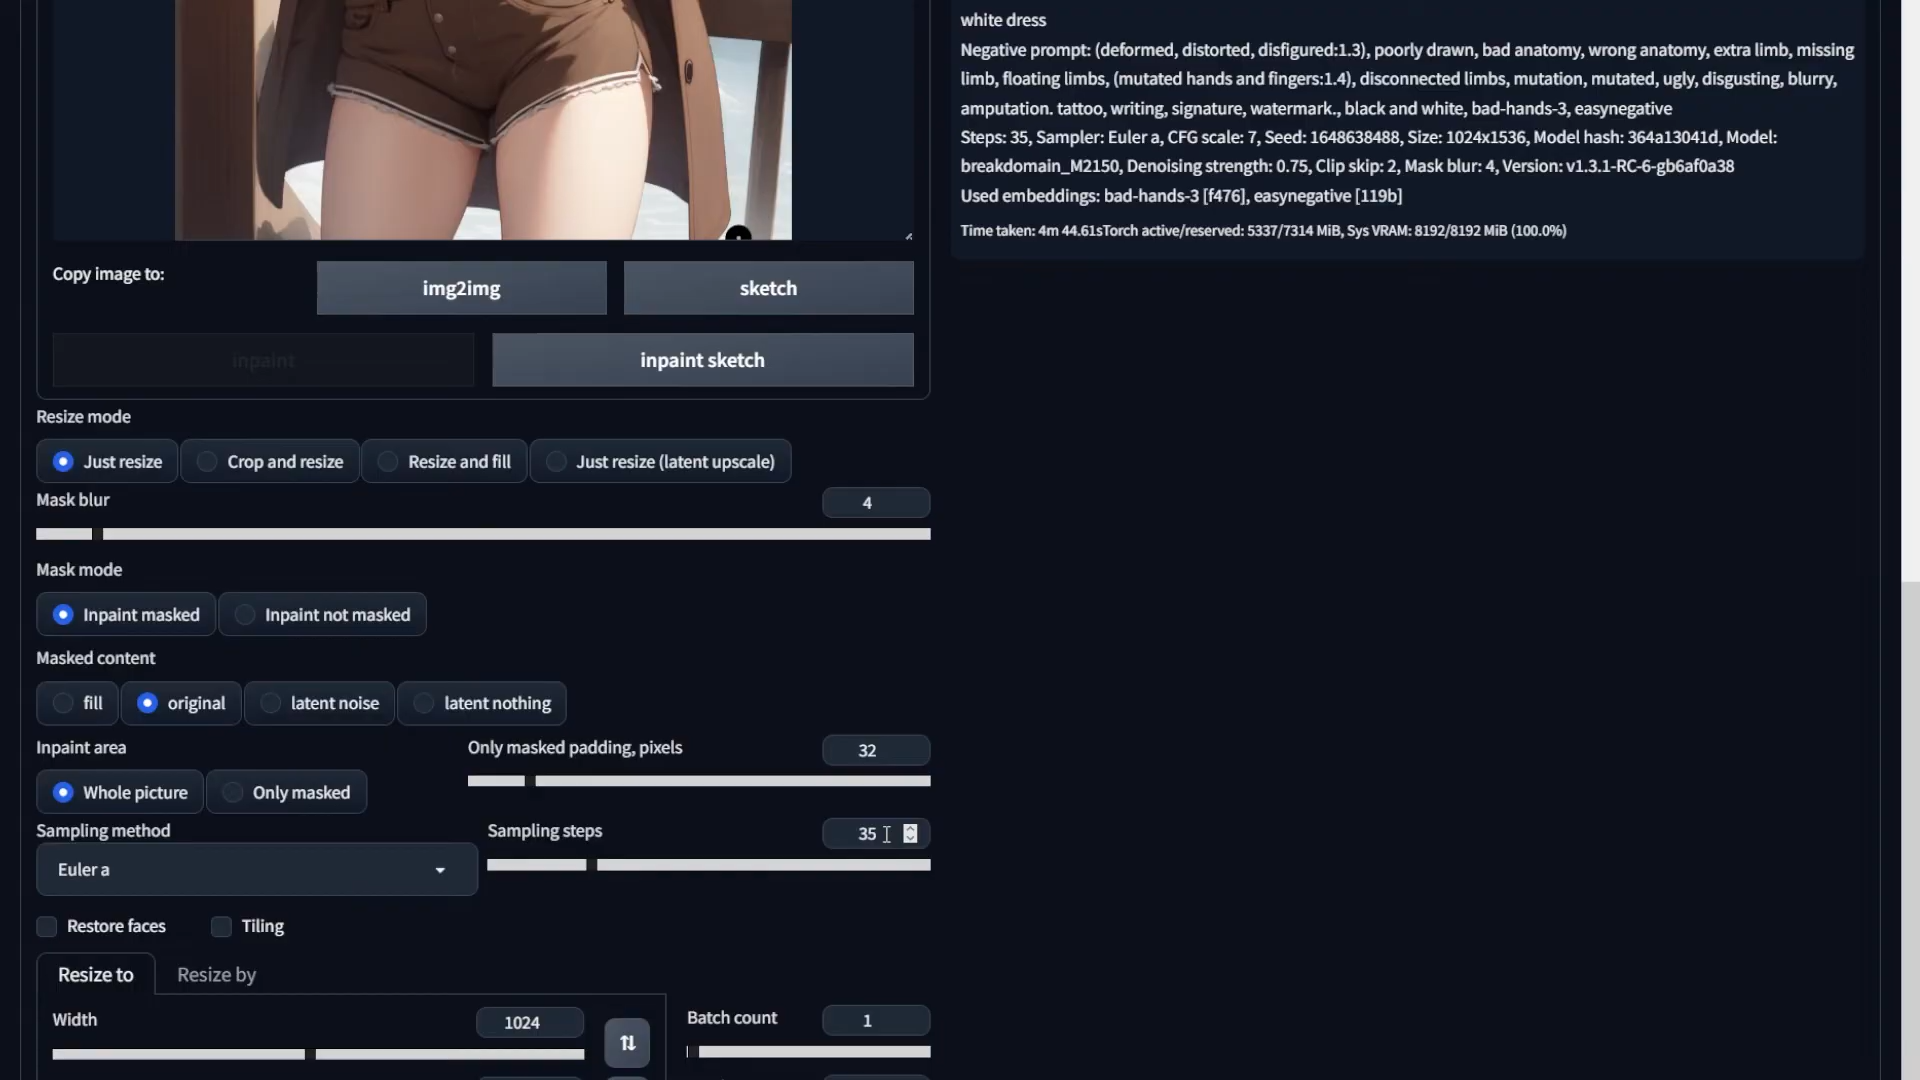 white dress
Negative prompt: (deformed, distorted, disfigured:1.3), poorly drawn, bad anatomy, wrong anatomy, extra limb, missing
limb, floating limbs, (mutated hands and fingers:1.4), disconnected limbs, mutation, mutated, ugly, disgusting, blurry,
amputation. tattoo, writing, signature, watermark., black and white, bad-hands-3, easynegative
Steps: 35, Sampler: Euler a, CFG scale: 7, Seed: 1648638488, Size: 1024x1536, Model hash: 364a13041d, Model:
breakdomain_M2150, Denoising strength: 0.75, Clip skip: 2, Mask blur: 4, Version: v1.3.1-RC-6-gb6af0a38
Used embeddings: bad-hands-3 [f476], easynegative [119b]
Time taken: 4m 44.61sTorch active/reserved: 5337/7314 MiB, Sys VRAM: 8192/8192 MiB (100.0%)
Copy image to:
img2img
sketch
inpaint
inpaint sketch
Resize mode
Just resize
Crop and resize
Resize and fill
Just resize (latent upscale)
Mask blur
4
Mask mode
Inpaint masked
Inpaint not masked
Masked content
fill
original
latent noise
latent nothing
Inpaint area
Only masked padding, pixels
32
Whole picture
Only masked
Sampling method
Sampling steps
35
Euler a
Restore faces
Tiling
Resize to
Resize by
Width
1024
Batch count
1